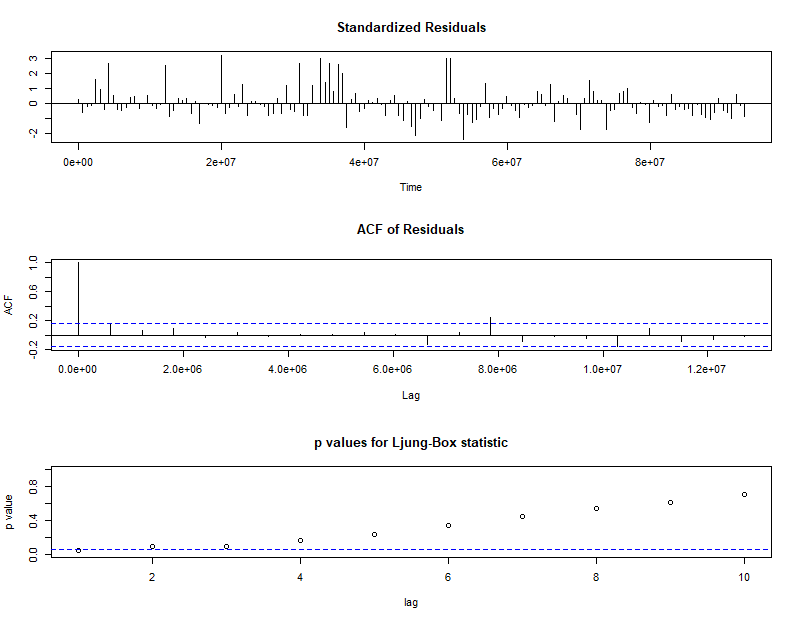 Standardized Residuals
3
2
1
0
-2
0e+00 2e+07 4e+07 6e+07 8e+07
Time
ACF of Residuals
ACF
1.0
0.6
0.2
-0.2
0.0e+00 2.0e+06 4.0e+06 6.0e+06 8.0e+06 1.0e+07 1.2e+07
Lag
p values for Ljung-Box statistic
p value
0.8
0.4
0.0
2 4 6 8 10
lag